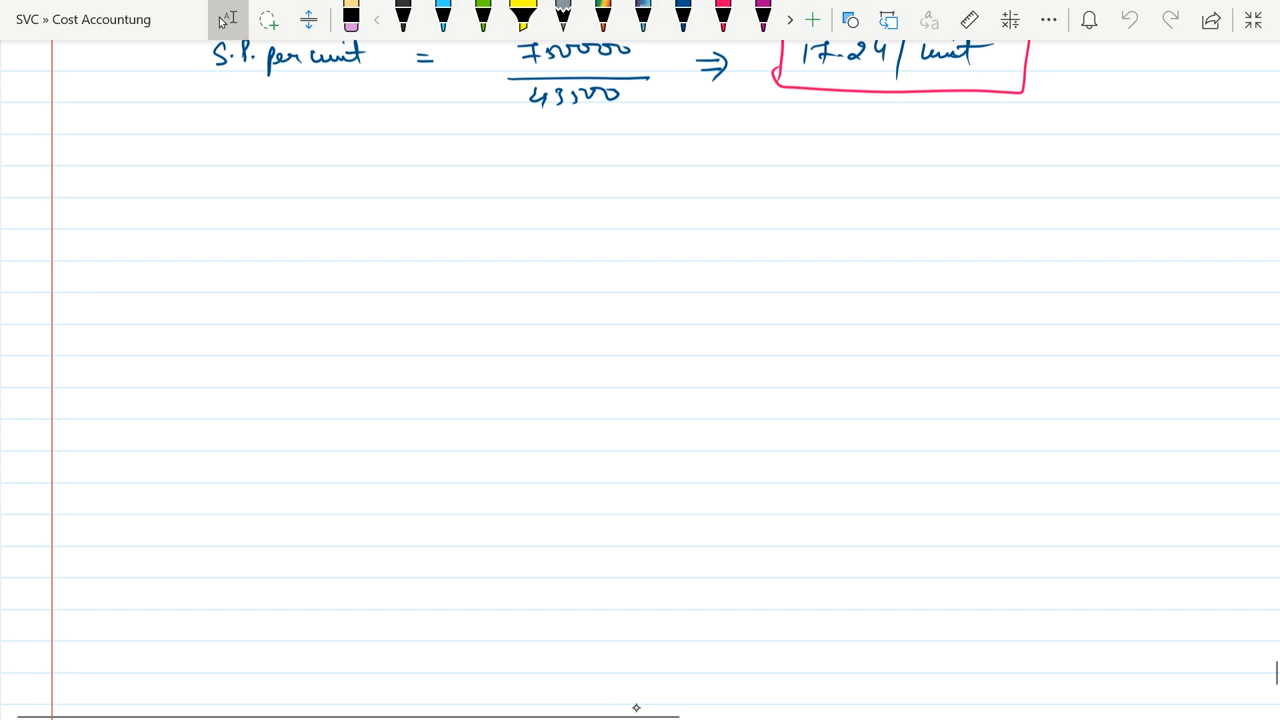 SVC » Cost Accountung
S.P. per unit = 750000 ⇒ 17.24 / unit
43500